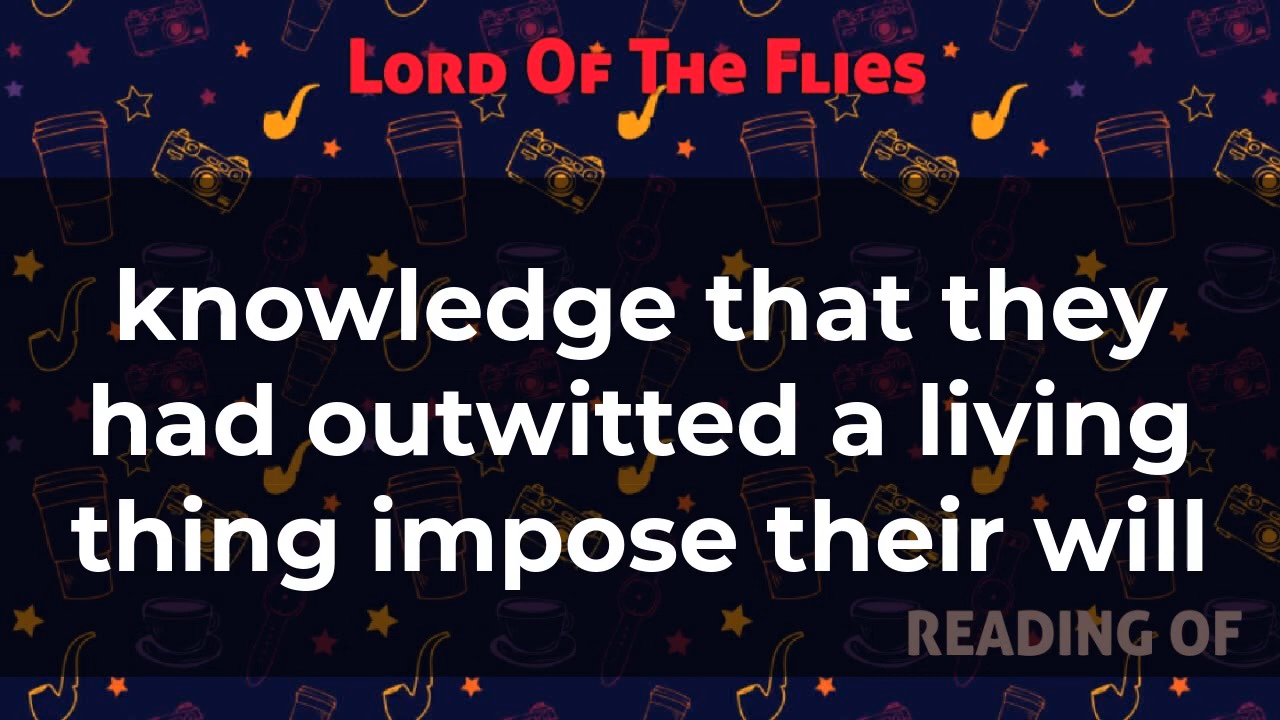 Lord Of The Flies
knowledge that they
had outwitted a living
thing impose their will
READING OF